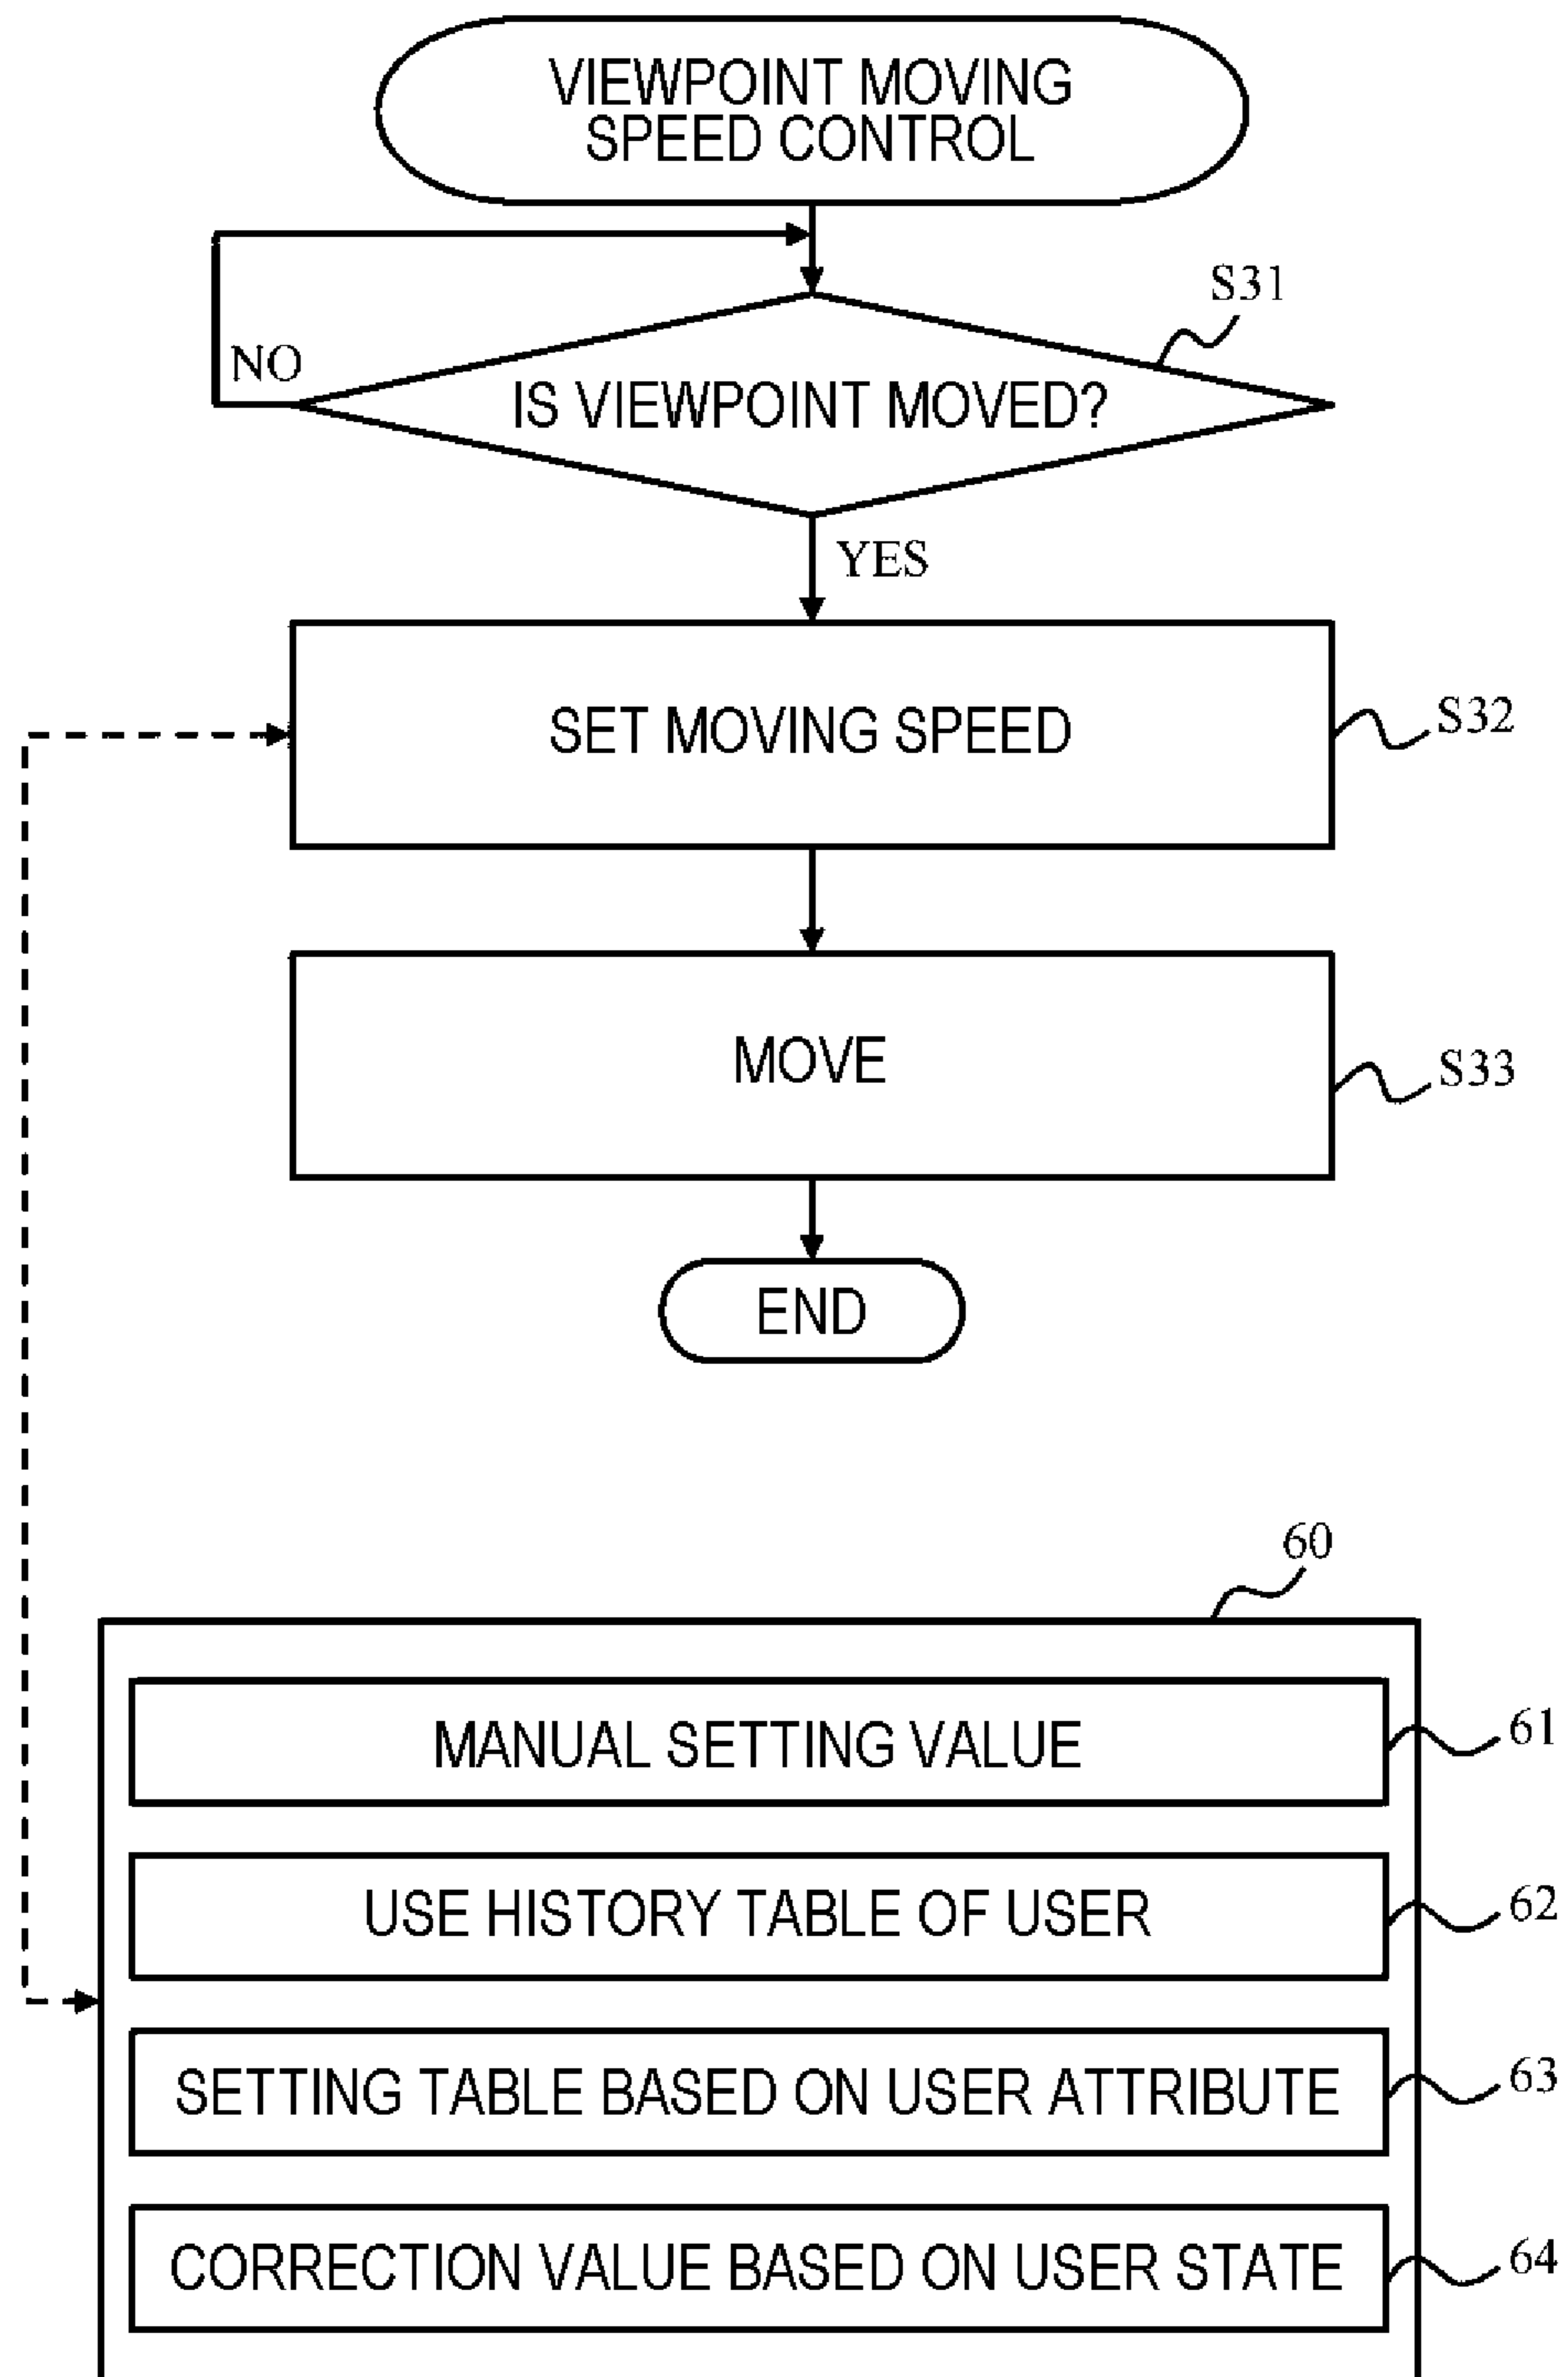 VIEWPOINT MOVING
SPEED CONTROL
S31
NO
IS VIEWPOINT MOVED?
YES
SET MOVING SPEED
S32
MOVE
S33
END
60
MANUAL SETTING VALUE
61
USE HISTORY TABLE OF USER
62
SETTING TABLE BASED ON USER ATTRIBUTE
63
CORRECTION VALUE BASED ON USER STATE
64